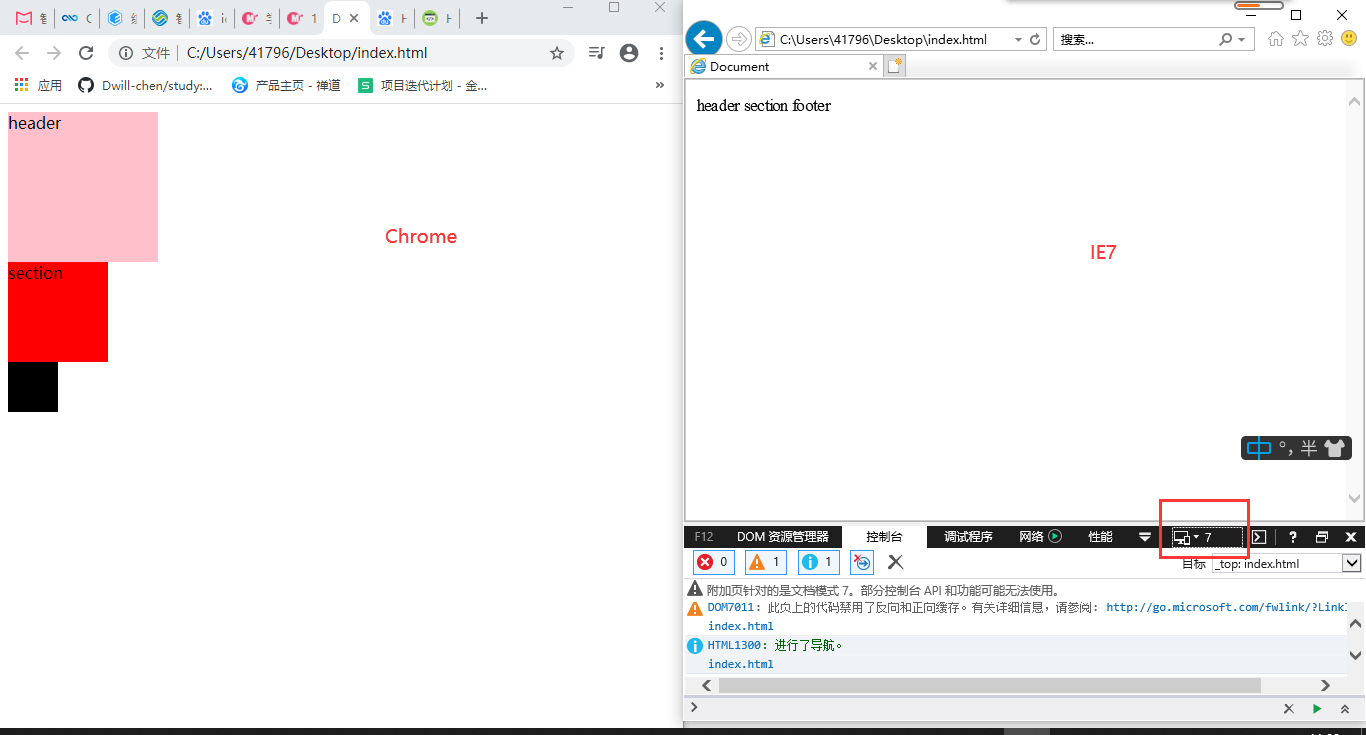 文件 C:/Users/41796/Desktop/index.html
应用 Dwill-chen/study:... 产品主页 - 禅道 项目迭代计划 - 金... »
header
section
Chrome
C:\Users\41796\Desktop\index.html 搜索...
Document
header section footer
IE7
中 °, 半
F12 DOM 资源管理器 控制台 调试程序 网络 性能 7 ?
0 1 1 目标 _top: index.html
附加页针对的是文档模式 7。部分控制台 API 和功能可能无法使用。
DOM7011: 此页上的代码禁用了反向和正向缓存。有关详细信息，请参阅: http://go.microsoft.com/fwlink/?Link
index.html
HTML1300: 进行了导航。
index.html